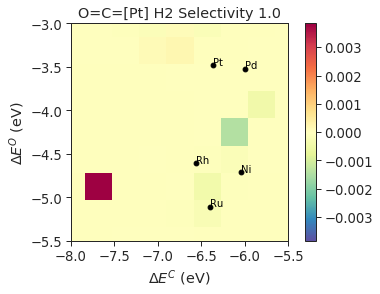 O=C=[Pt] H2 Selectivity 1.0
−3.0
−3.5
−4.0
−4.5
−5.0
−5.5
ΔE^O (eV)
Pt
Pd
Rh
Ni
Ru
−8.0 −7.5 −7.0 −6.5 −6.0 −5.5
ΔE^C (eV)
0.003
0.002
0.001
0.000
−0.001
−0.002
−0.003